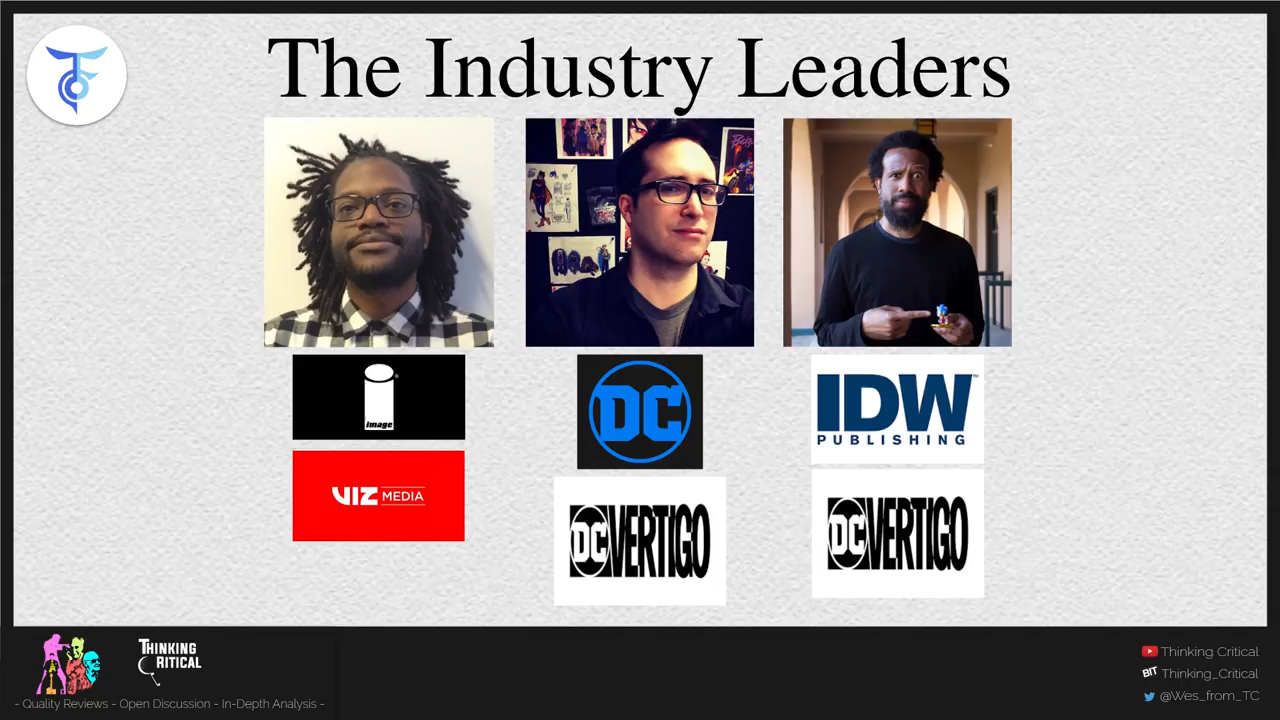 The Industry Leaders
image
VIZ MEDIA
DC
DC VERTIGO
IDW
PUBLISHING
DC VERTIGO
THINKING
CRITICAL
- Quality Reviews - Open Discussion - In-Depth Analysis -
Thinking Critical
BIT Thinking_Critical
@Wes_from_TC